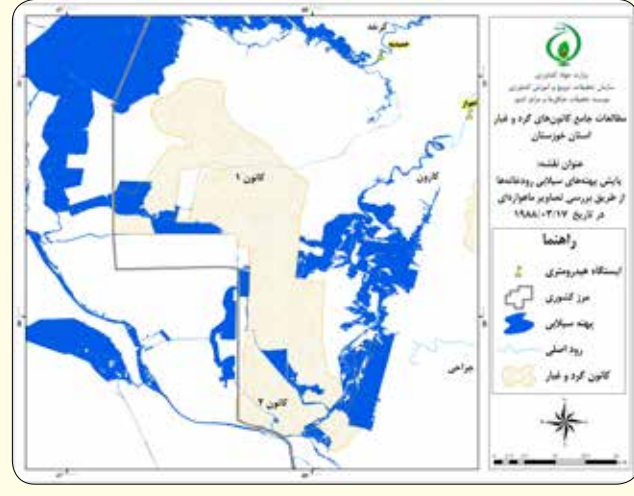 وزارت جهاد کشاورزی
سازمان تحقیقات، ترویج و آموزش کشاورزی
موسسه تحقیقات جنگل‌ها و مراتع کشور
مطالعات جامع کانون‌های گرد و غبار
استان خوزستان
عنوان نقشه:
پایش پهنه‌های سیلابی رودخانه‌ها
از طریق بررسی تصاویر ماهواره‌ای
در تاریخ ۱۹۸۸/۰۳/۱۷
راهنما
ایستگاه هیدرومتری
مرز کشوری
پهنه سیلابی
رود اصلی
کانون گرد و غبار
کرخه
حمیدیه
اهواز
کارون
کانون ۱
جراحی
کانون ۲